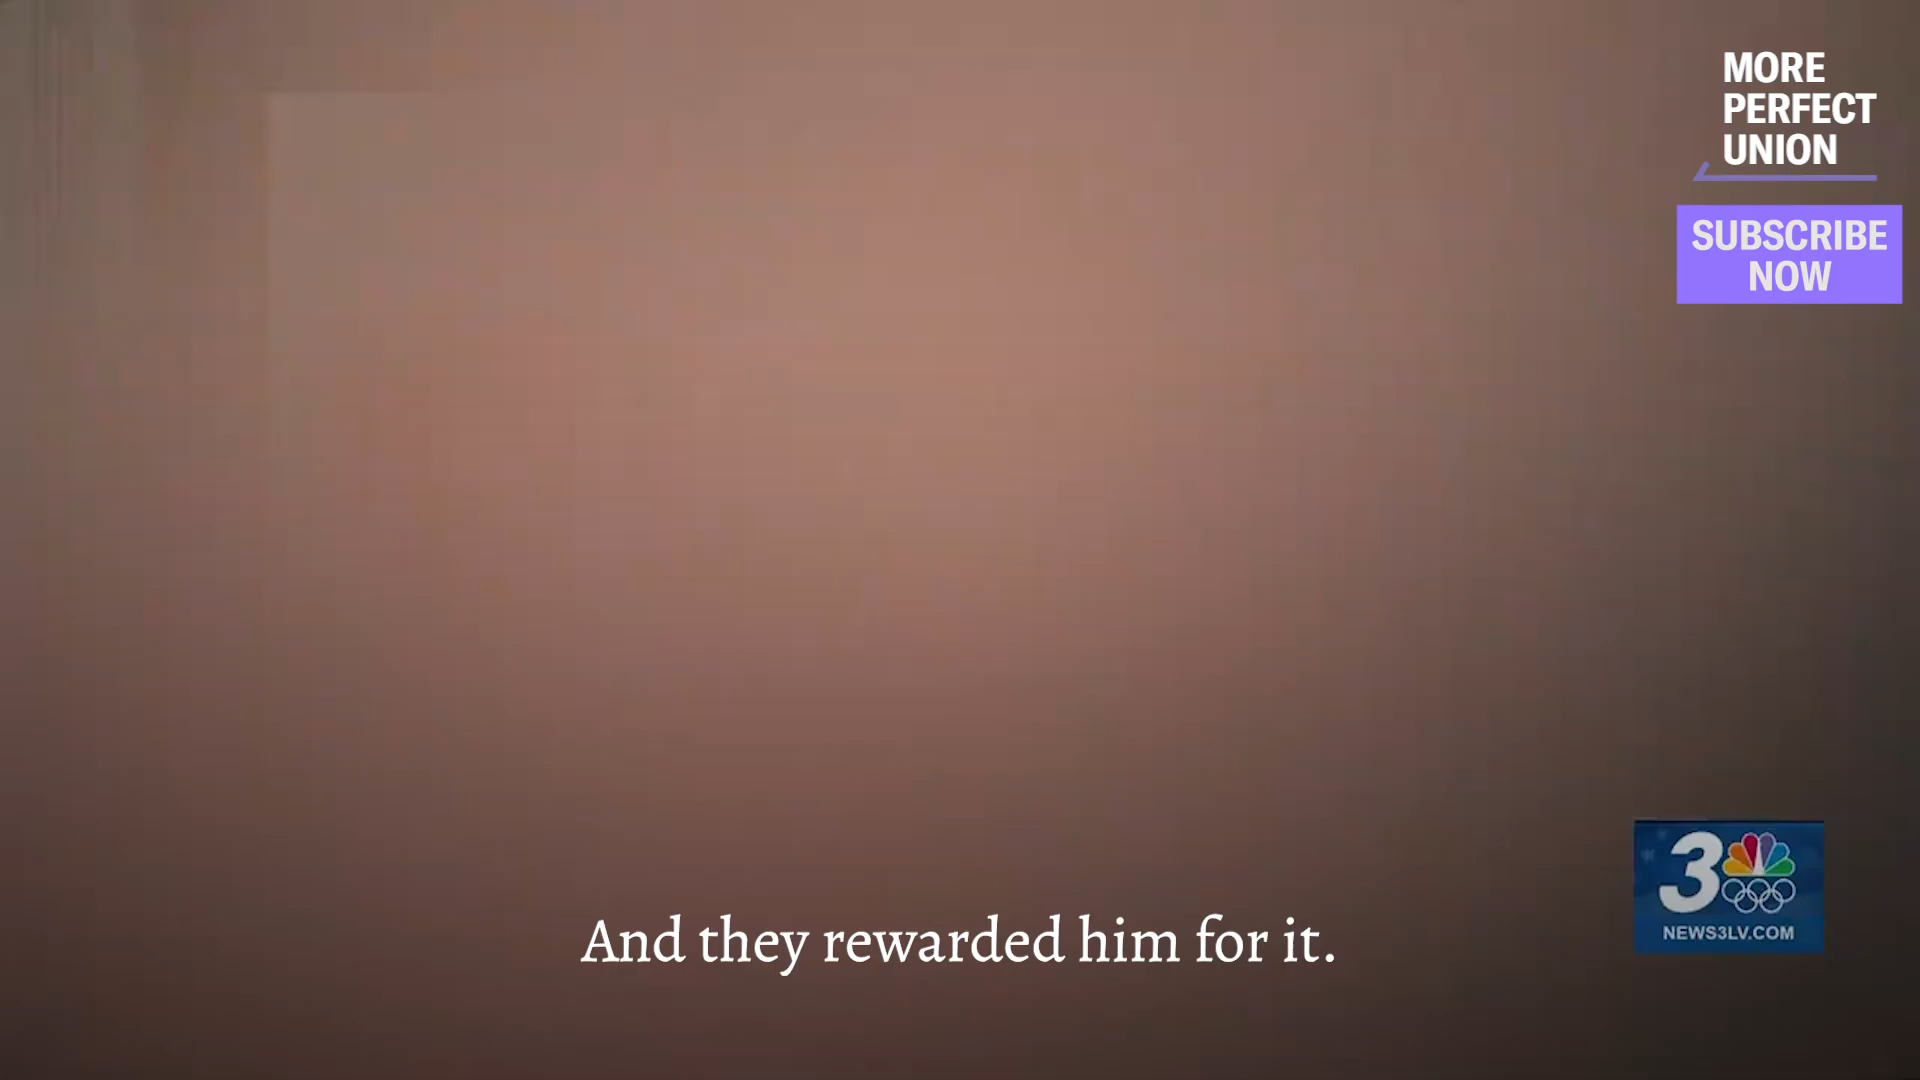 MORE
PERFECT
UNION
SUBSCRIBE
NOW
3
NEWS3LV.COM
And they rewarded him for it.